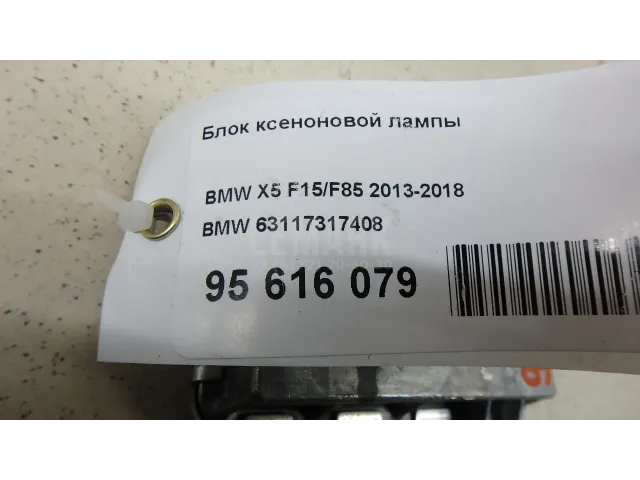 Блок ксеноновой лампы
BMW X5 F15/F85 2013-2018
BMW 63117317408
95 616 079